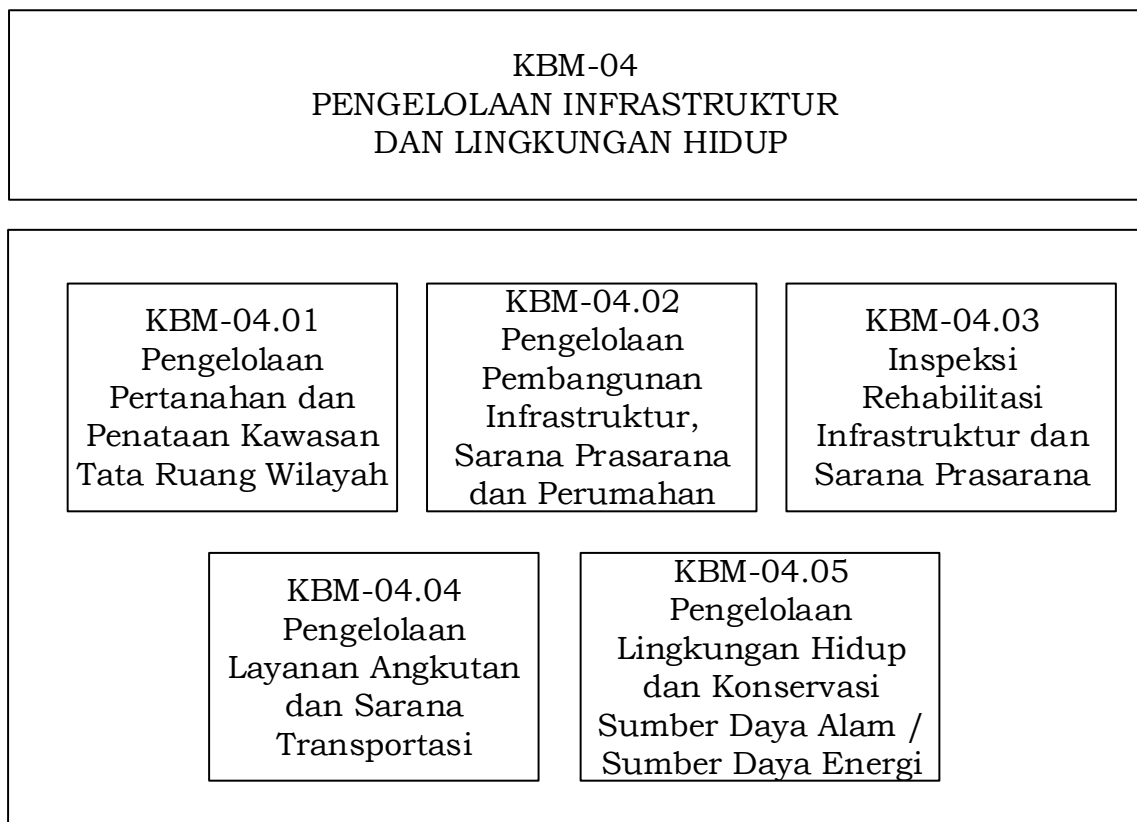 KBM-04
PENGELOLAAN INFRASTRUKTUR
DAN LINGKUNGAN HIDUP
KBM-04.01
Pengelolaan
Pertanahan dan
Penataan Kawasan
Tata Ruang Wilayah
KBM-04.02
Pengelolaan
Pembangunan
Infrastruktur,
Sarana Prasarana
dan Perumahan
KBM-04.03
Inspeksi
Rehabilitasi
Infrastruktur dan
Sarana Prasarana
KBM-04.04
Pengelolaan
Layanan Angkutan
dan Sarana
Transportasi
KBM-04.05
Pengelolaan
Lingkungan Hidup
dan Konservasi
Sumber Daya Alam /
Sumber Daya Energi